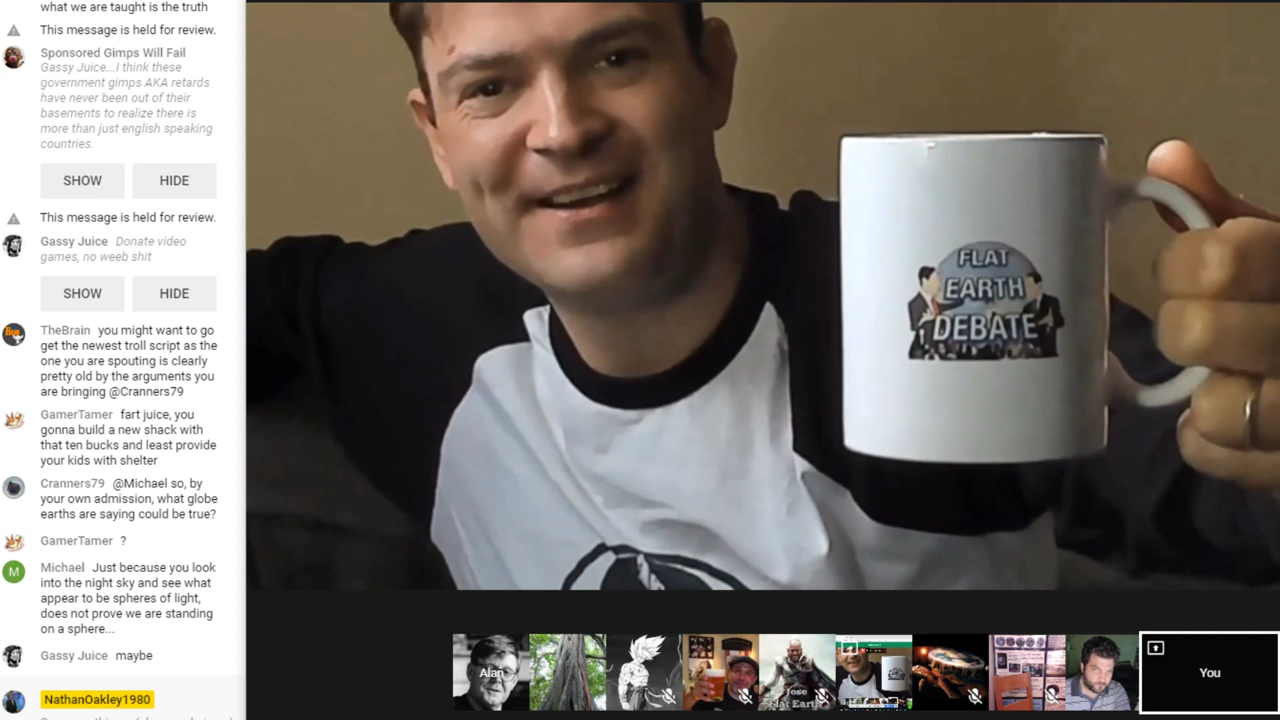 what we are taught is the truth
This message is held for review.
Sponsored Gimps Will Fail
Gassy Juice...I think these
government gimps AKA retards
have never been out of their
basements to realize there is
more than just english speaking
countries.
SHOW HIDE
This message is held for review.
Gassy Juice Donate video
games, no weeb shit
SHOW HIDE
TheBrain you might want to go
get the newest troll script as the
one you are spouting is clearly
pretty old by the arguments you
are bringing @Cranners79
GamerTamer fart juice, you
gonna build a new shack with
that ten bucks and least provide
your kids with shelter
Cranners79 @Michael so, by
your own admission, what globe
earths are saying could be true?
GamerTamer ?
M
Michael Just because you look
into the night sky and see what
appear to be spheres of light,
does not prove we are standing
on a sphere...
Gassy Juice maybe
NathanOakley1980
FLAT
EARTH
DEBATE
Alan
Jose
Flat Earth
You